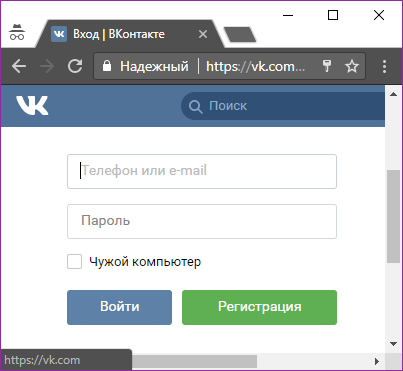 Вход | ВКонтакте
Надежный https://vk.com...
Поиск
Телефон или e-mail
Пароль
Чужой компьютер
Войти Регистрация
https://vk.com